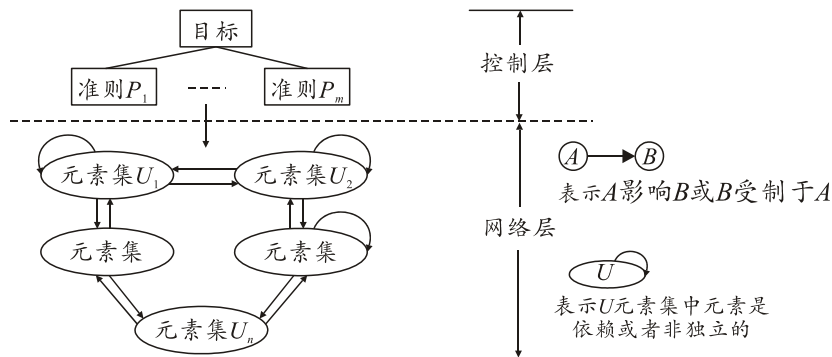 目标
准则P₁
准则Pₘ
控制层
元素集U₁
元素集U₂
A
B
表示A影响B或B受制于A
网络层
元素集
元素集
U
表示U元素集中元素是
依赖或者非独立的
元素集Uₙ